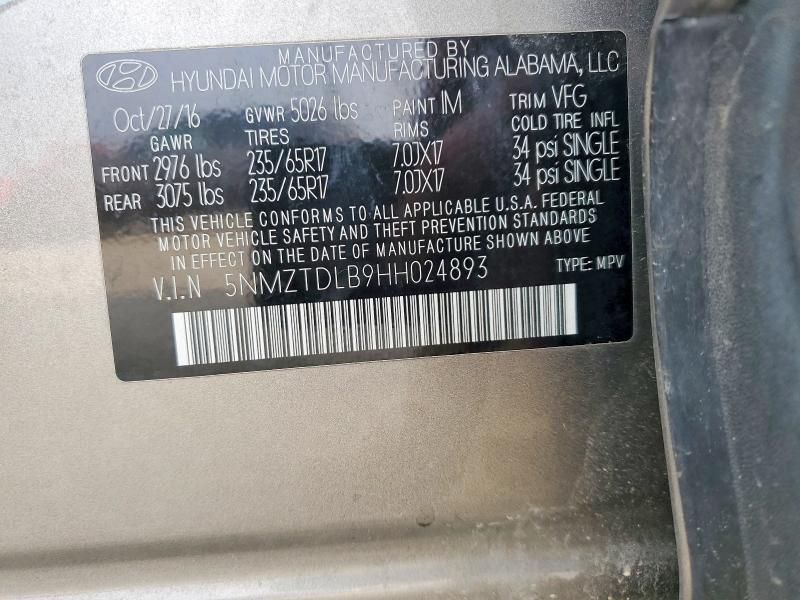 MANUFACTURED BY
HYUNDAI MOTOR MANUFACTURING ALABAMA, LLC
Oct/27/16 GVWR 5026 lbs PAINT IM TRIM VFG
GAWR TIRES RIMS COLD TIRE INFL
FRONT 2976 lbs 235/65R17 7.0JX17 34 psi SINGLE
REAR 3075 lbs 235/65R17 7.0JX17 34 psi SINGLE
THIS VEHICLE CONFORMS TO ALL APPLICABLE U.S.A. FEDERAL
MOTOR VEHICLE SAFETY AND THEFT PREVENTION STANDARDS
IN EFFECT ON THE DATE OF MANUFACTURE SHOWN ABOVE
V.I.N 5NMZTDLB9HH024893 TYPE: MPV